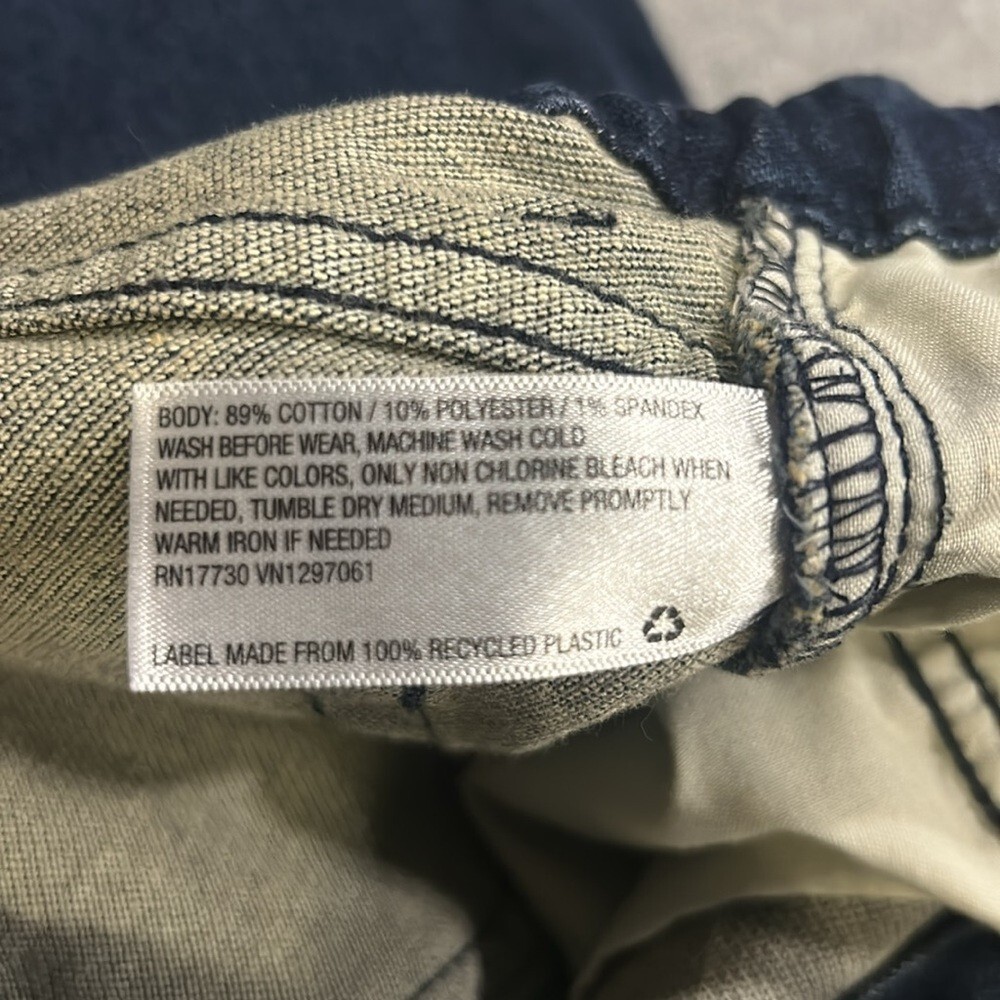 BODY: 89% COTTON / 10% POLYESTER / 1% SPANDEX
WASH BEFORE WEAR, MACHINE WASH COLD
WITH LIKE COLORS, ONLY NON CHLORINE BLEACH WHEN
NEEDED, TUMBLE DRY MEDIUM, REMOVE PROMPTLY
WARM IRON IF NEEDED
RN17730 VN1297061
LABEL MADE FROM 100% RECYCLED PLASTIC